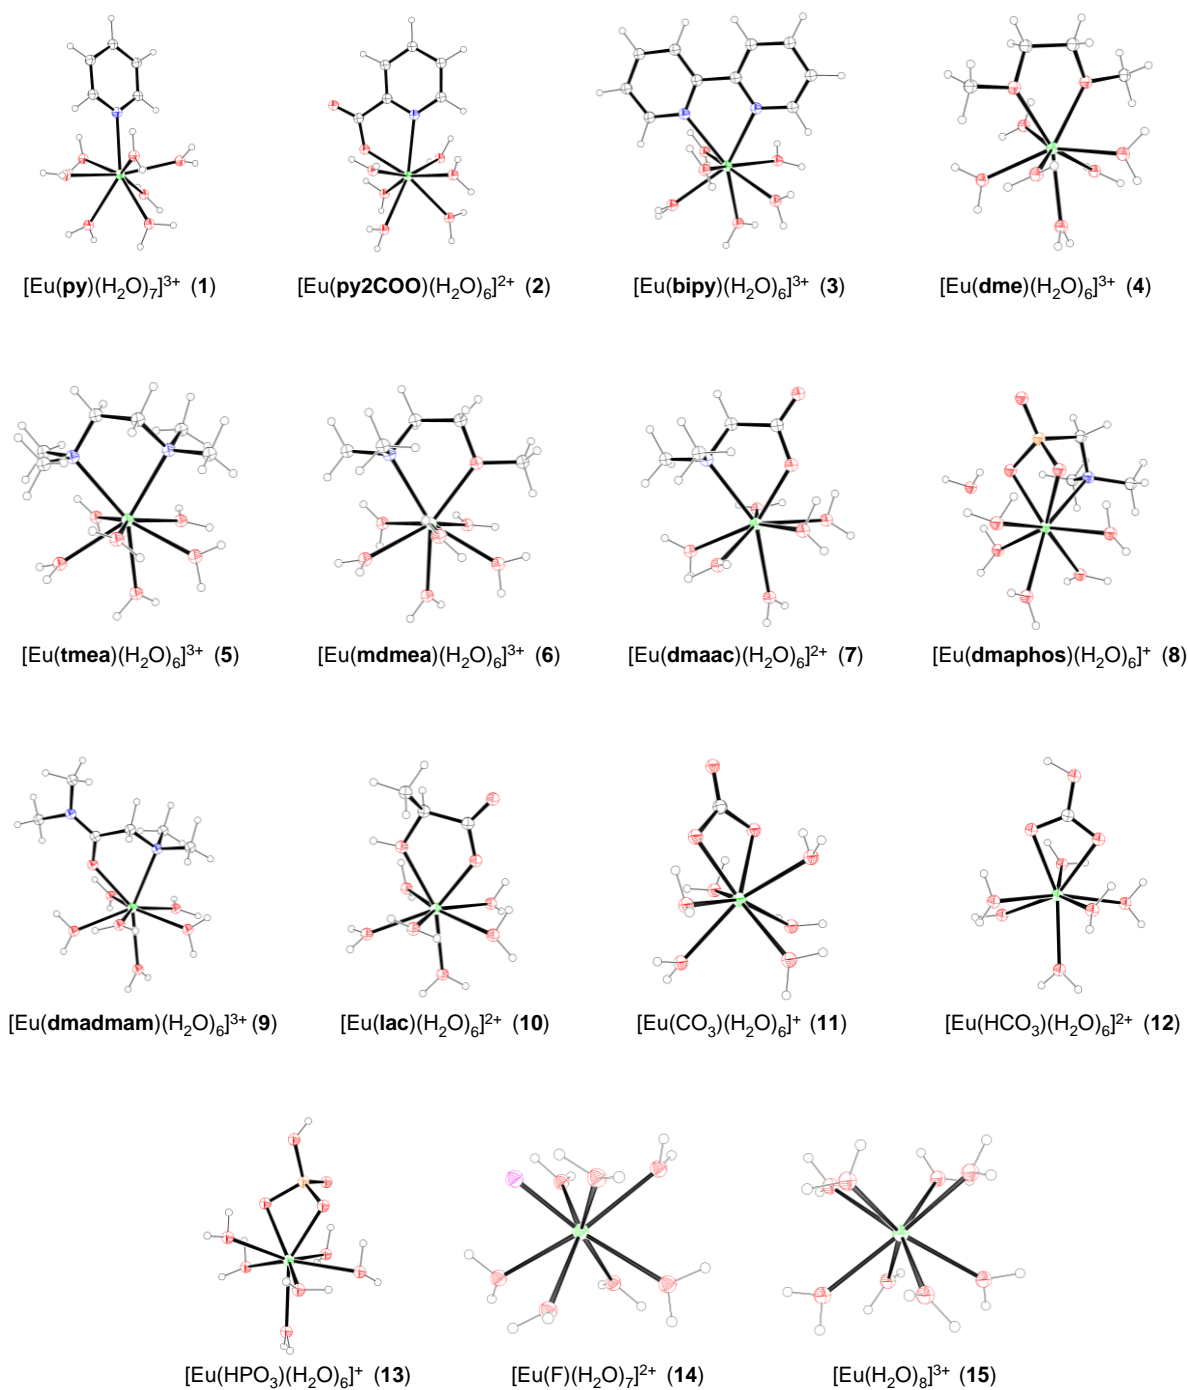 [Eu(py)(H₂O)₇]³⁺ (1) [Eu(py2COO)(H₂O)₆]²⁺ (2) [Eu(bipy)(H₂O)₆]³⁺ (3) [Eu(dme)(H₂O)₆]³⁺ (4)
[Eu(tmea)(H₂O)₆]³⁺ (5) [Eu(mdmea)(H₂O)₆]³⁺ (6) [Eu(dmaac)(H₂O)₆]²⁺ (7) [Eu(dmaphos)(H₂O)₆]⁺ (8)
[Eu(dmadmam)(H₂O)₆]³⁺ (9) [Eu(lac)(H₂O)₆]²⁺ (10) [Eu(CO₃)(H₂O)₆]⁺ (11) [Eu(HCO₃)(H₂O)₆]²⁺ (12)
[Eu(HPO₃)(H₂O)₆]⁺ (13) [Eu(F)(H₂O)₇]²⁺ (14) [Eu(H₂O)₈]³⁺ (15)